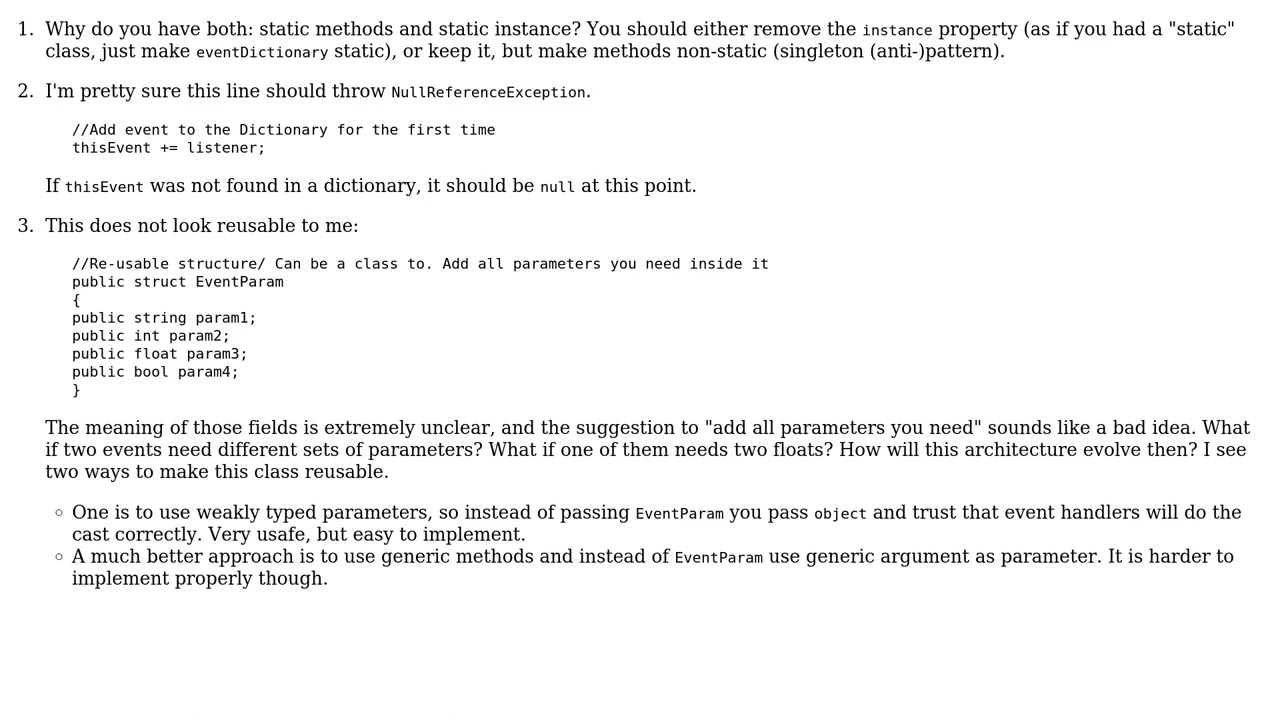 1. Why do you have both: static methods and static instance? You should either remove the instance property (as if you had a "static"
class, just make eventDictionary static), or keep it, but make methods non-static (singleton (anti-)pattern).
2. I'm pretty sure this line should throw NullReferenceException.
//Add event to the Dictionary for the first time
thisEvent += listener;
If thisEvent was not found in a dictionary, it should be null at this point.
3. This does not look reusable to me:
//Re-usable structure/ Can be a class to. Add all parameters you need inside it
public struct EventParam
{
public string param1;
public int param2;
public float param3;
public bool param4;
}
The meaning of those fields is extremely unclear, and the suggestion to "add all parameters you need" sounds like a bad idea. What
if two events need different sets of parameters? What if one of them needs two floats? How will this architecture evolve then? I see
two ways to make this class reusable.
◦ One is to use weakly typed parameters, so instead of passing EventParam you pass object and trust that event handlers will do the
cast correctly. Very usafe, but easy to implement.
◦ A much better approach is to use generic methods and instead of EventParam use generic argument as parameter. It is harder to
implement properly though.